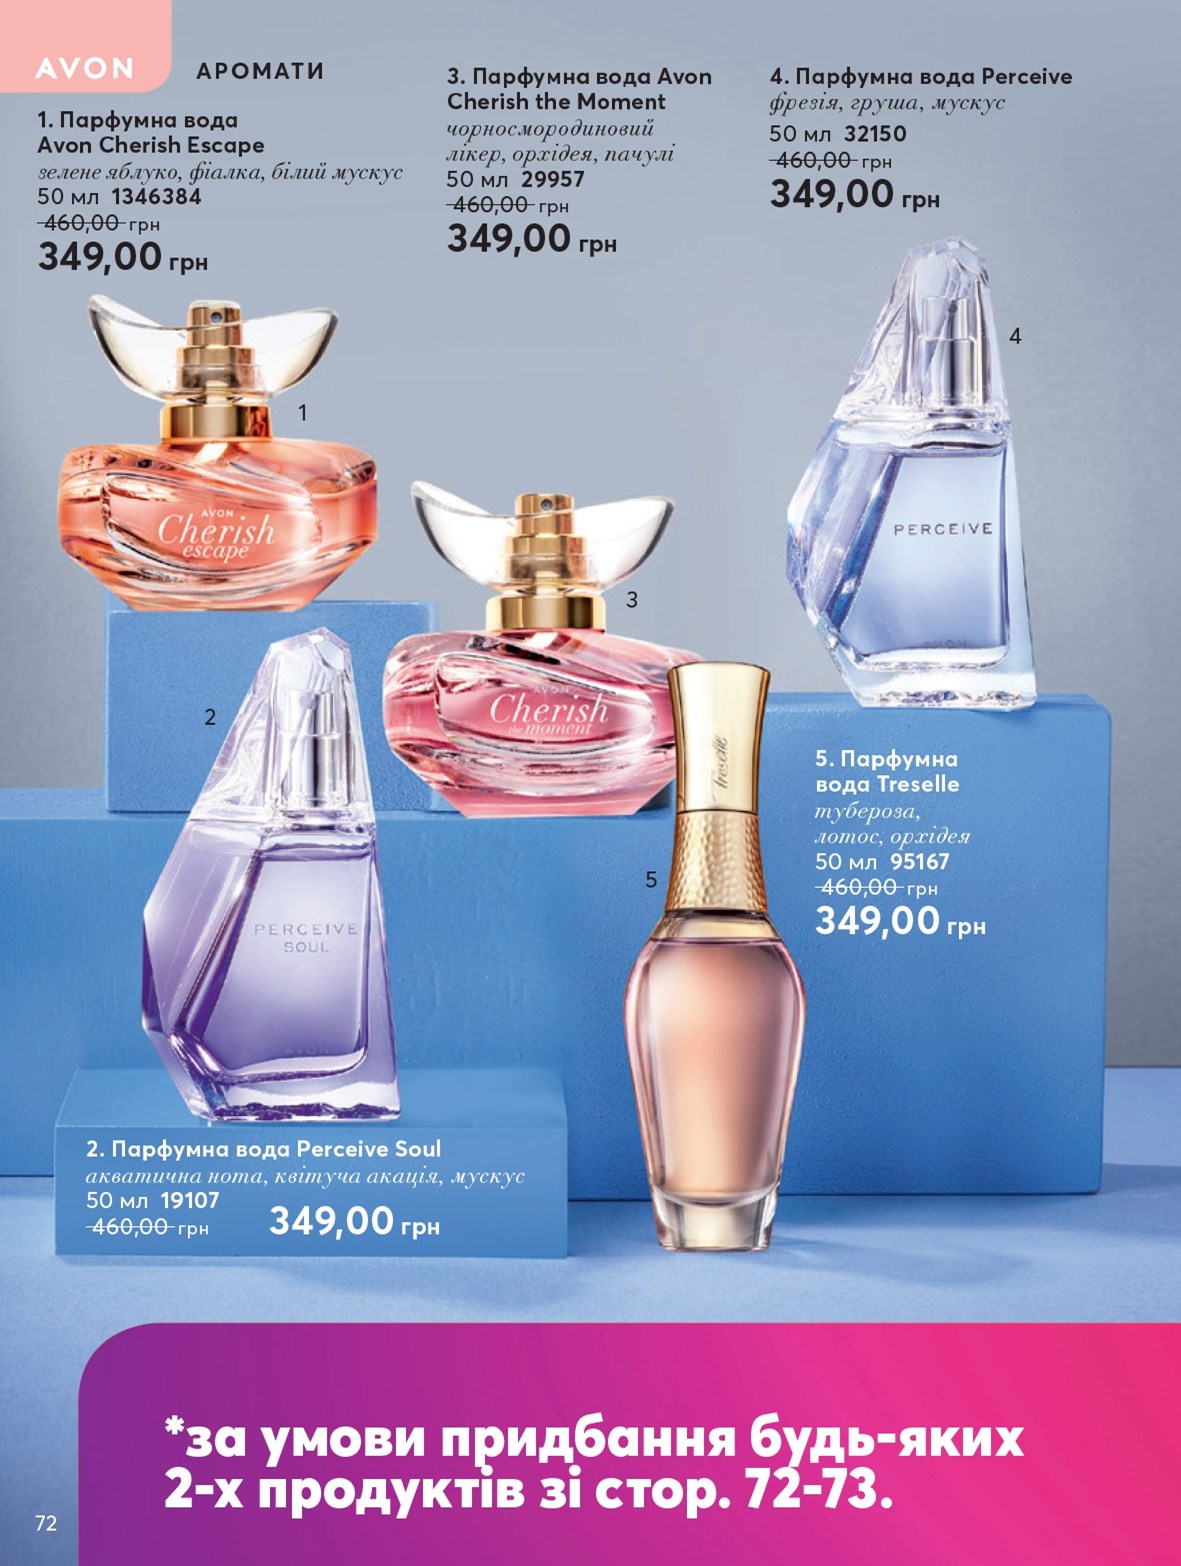 AVON
АРОМАТИ
1. Парфумна вода
Avon Cherish Escape
зелене яблуко, фіалка, білий мускус
50 мл 1346384
460,00 грн
349,00 грн
3. Парфумна вода Avon
Cherish the Moment
чорносмородиновий
лікер, орхідея, пачулі
50 мл 29957
460,00 грн
349,00 грн
4. Парфумна вода Perceive
фрезія, груша, мускус
50 мл 32150
460,00 грн
349,00 грн
1
AVON
Cherish
escape
3
AVON
Cherish
the moment
4
PERCEIVE
AVON
2
PERCEIVE
SOUL
AVON
5
Treselle
5. Парфумна
вода Treselle
тубероза,
лотос, орхідея
50 мл 95167
460,00 грн
349,00 грн
2. Парфумна вода Perceive Soul
акватична нота, квітуча акація, мускус
50 мл 19107
460,00 грн 349,00 грн
*за умови придбання будь-яких
2-х продуктів зі стор. 72-73.
72